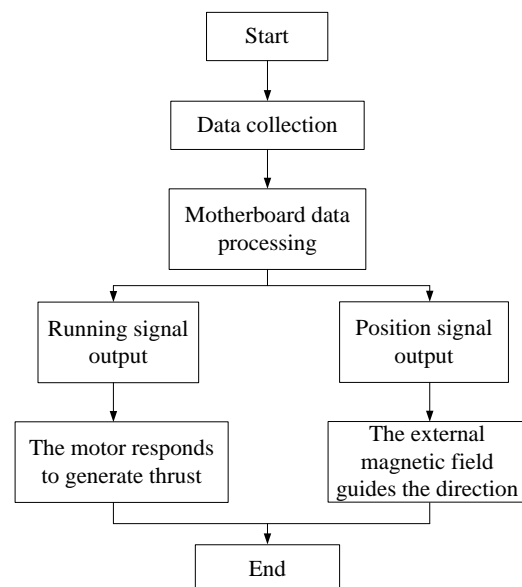 Start
Data collection
Motherboard data
processing
Running signal
output
Position signal
output
The motor responds
to generate thrust
The external
magnetic field
guides the direction
End